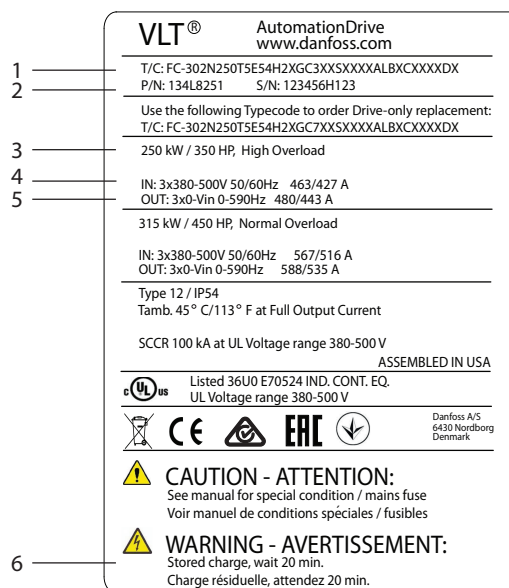 VLT® AutomationDrive
www.danfoss.com
1 T/C: FC-302N250T5E54H2XGC3XXSXXXXALBXCXXXXDX
2 P/N: 134L8251 S/N: 123456H123
Use the following Typecode to order Drive-only replacement:
T/C: FC-302N250T5E54H2XGC7XXSXXXXALBXCXXXXDX
3 250 kW / 350 HP, High Overload
4 IN: 3x380-500V 50/60Hz 463/427 A
5 OUT: 3x0-Vin 0-590Hz 480/443 A
315 kW / 450 HP, Normal Overload
IN: 3x380-500V 50/60Hz 567/516 A
OUT: 3x0-Vin 0-590Hz 588/535 A
Type 12 / IP54
Tamb. 45° C/113° F at Full Output Current
SCCR 100 kA at UL Voltage range 380-500 V
ASSEMBLED IN USA
c UL us Listed 36U0 E70524 IND. CONT. EQ.
UL Voltage range 380-500 V
CE EAC
Danfoss A/S
6430 Nordborg
Denmark
CAUTION - ATTENTION:
See manual for special condition / mains fuse
Voir manuel de conditions spéciales / fusibles
WARNING - AVERTISSEMENT:
6 Stored charge, wait 20 min.
Charge résiduelle, attendez 20 min.